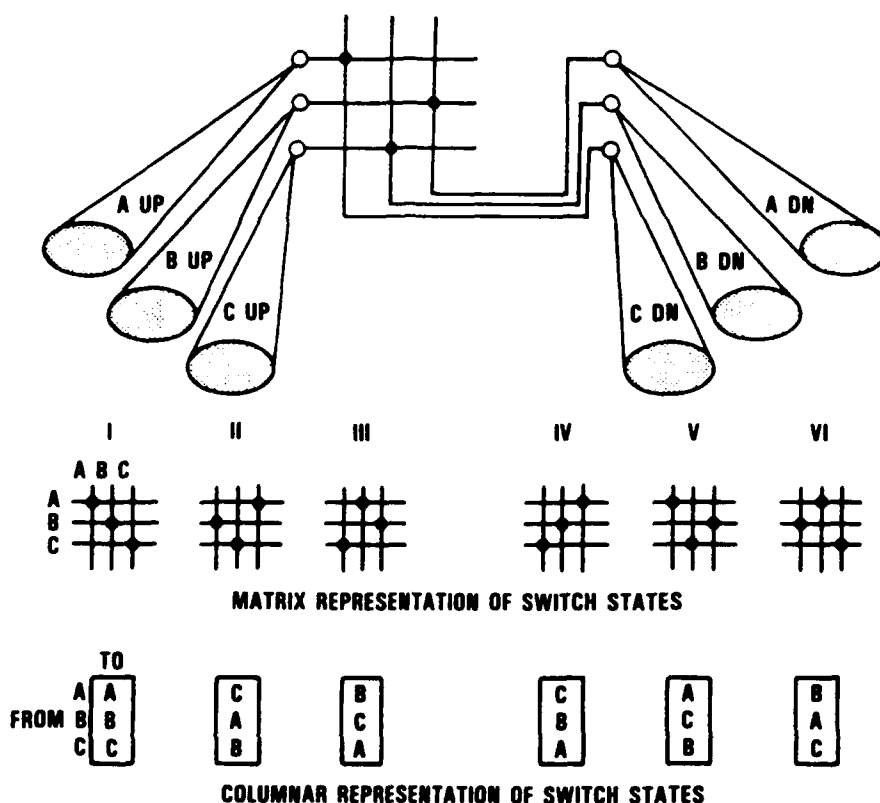 A UP
B UP
C UP
A DN
B DN
C DN
I II III IV V VI
A B C
A
B
C
MATRIX REPRESENTATION OF SWITCH STATES
TO
A A C B C A B
FROM B B A C B C A
C C B A A B C
COLUMNAR REPRESENTATION OF SWITCH STATES